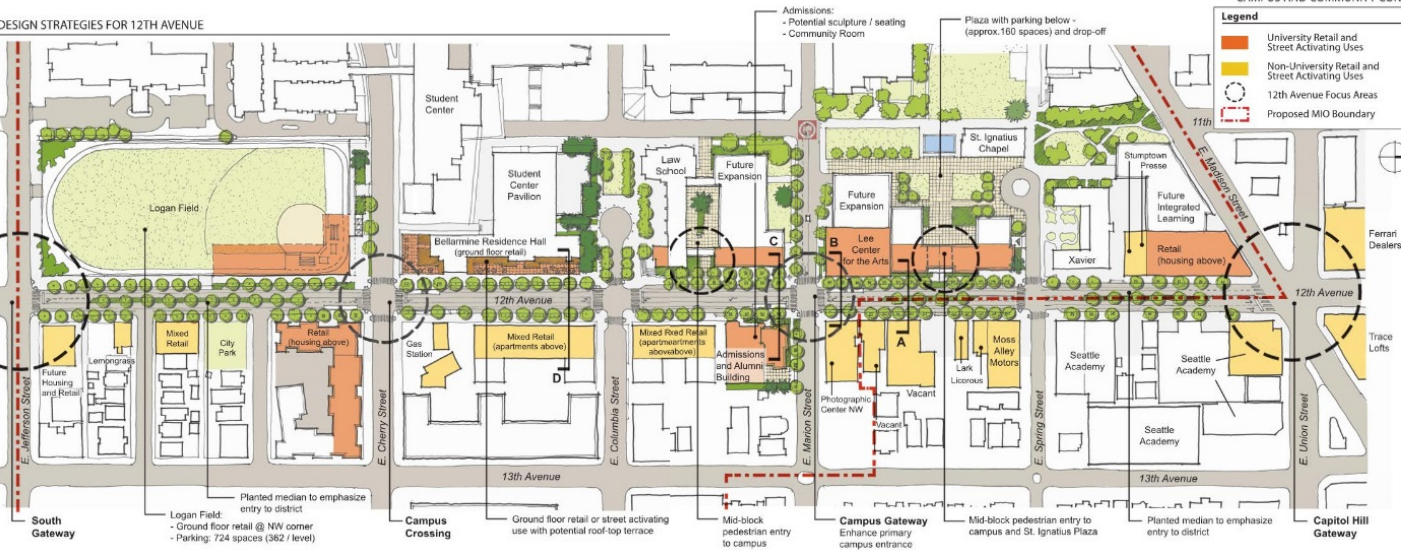 DESIGN STRATEGIES FOR 12TH AVENUE
Legend
University Retail and
Street Activating Uses
Non-University Retail and
Street Activating Uses
12th Avenue Focus Areas
Proposed MIO Boundary
Admissions:
- Potential sculpture / seating
- Community Room
Plaza with parking below -
(approx.160 spaces) and drop-off
11th
E. Madison Street
Student
Center
Student
Center
Pavilion
Law
School
Future
Expansion
St. Ignatius
Chapel
Future
Expansion
Stumptown
Presse
Future
Integrated
Learning
Logan Field
Bellarmine Residence Hall
(ground floor retail)
C
B
Lee
Center
for the Arts
Xavier
Retail
(housing above)
Ferrari
Dealers
12th Avenue
12th Avenue
Trace
Lofts
Future
Housing
and Retail
Lemongrass
Mixed
Retail
City
Park
Retail
(housing above)
Gas
Station
Mixed Retail
(apartments above)
D
Mixed Rxed Retail
(apartmeartments
aboveabove)
Admissions
and Alumni
Building
A
Photographic
Center NW
Vacant
Vacant
Lark
Licorous
Moss
Alley
Motors
Seattle
Academy
Seattle
Academy
Seattle
Academy
E. Jefferson Street
E. Cherry Street
E. Columbia Street
E. Marion Street
E. Spring Street
E. Union Street
13th Avenue
13th Avenue
South
Gateway
Logan Field:
- Ground floor retail @ NW corner
- Parking: 724 spaces (362 / level)
Planted median to emphasize
entry to district
Campus
Crossing
Ground floor retail or street activating
use with potential roof-top terrace
Mid-block
pedestrian entry
to campus
Campus Gateway
Enhance primary
campus entrance
Mid-block pedestrian entry to
campus and St. Ignatius Plaza
Planted median to emphasize
entry to district
Capitol Hill
Gateway